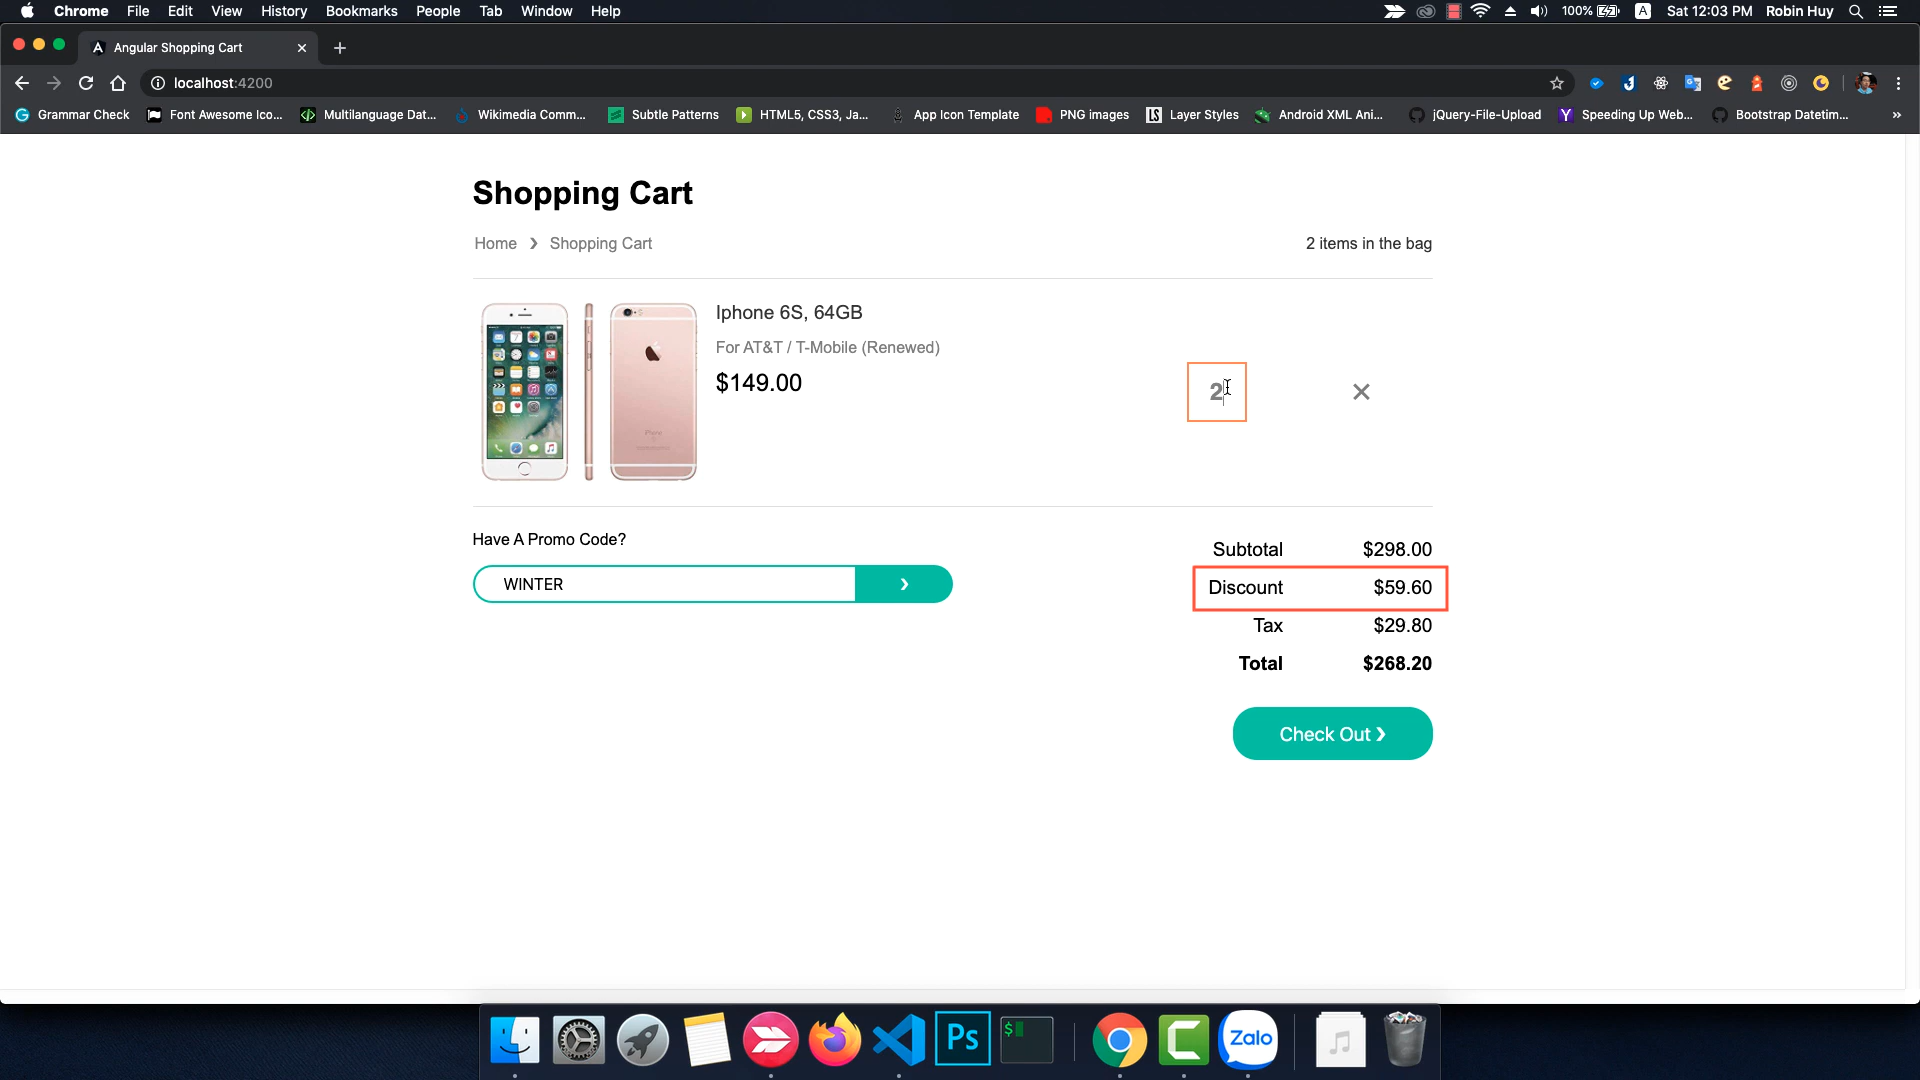 Chrome File Edit View History Bookmarks People Tab Window Help 100% A Sat 12:03 PM Robin Huy
Angular Shopping Cart
localhost:4200
Grammar Check Font Awesome Ico... Multilanguage Dat... Wikimedia Comm... Subtle Patterns HTML5, CSS3, Ja... App Icon Template PNG images LS Layer Styles Android XML Ani... jQuery-File-Upload Y Speeding Up Web... Bootstrap Datetim... »
Shopping Cart
Home › Shopping Cart 2 items in the bag
Iphone 6S, 64GB
For AT&T / T-Mobile (Renewed)
$149.00
2
Have A Promo Code?
WINTER
Subtotal $298.00
Discount $59.60
Tax $29.80
Total $268.20
Check Out ›
Ps $ Zalo